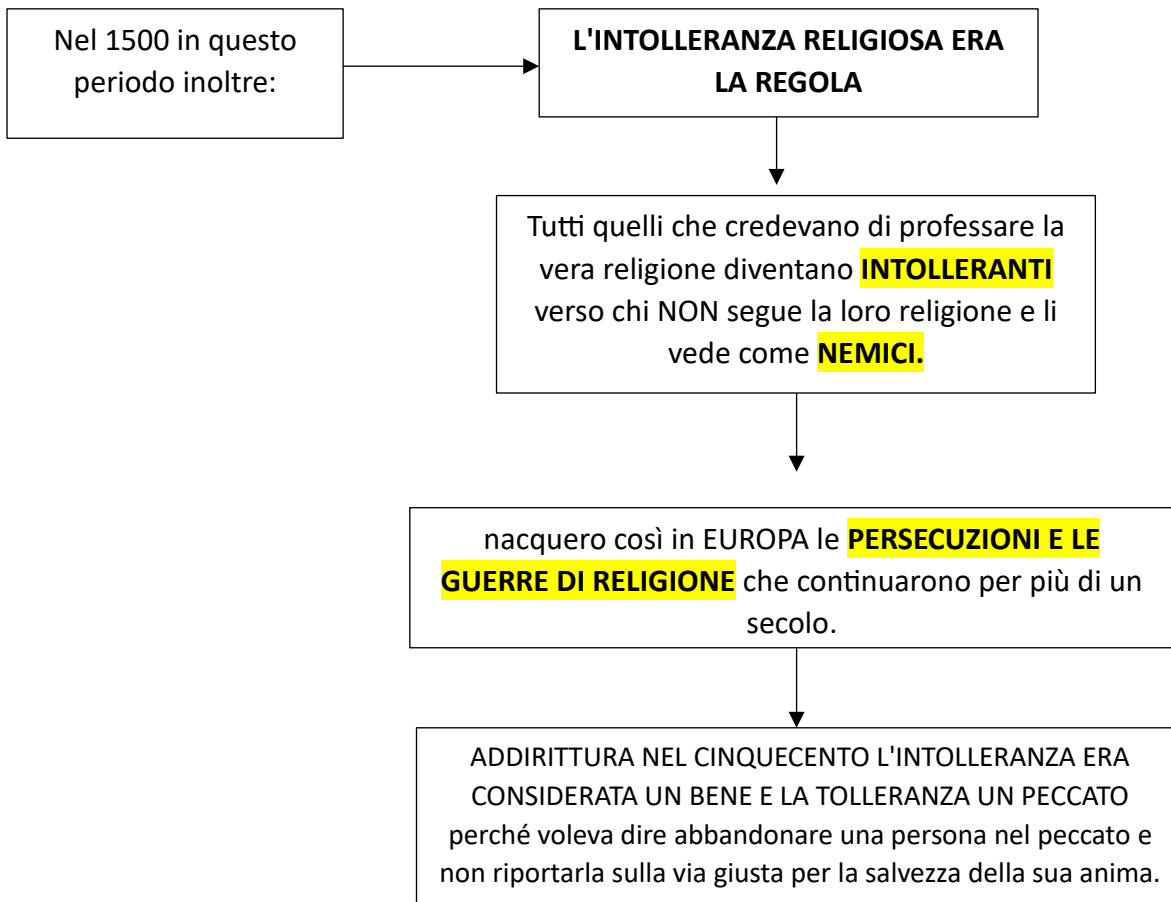 Nel 1500 in questo
periodo inoltre:
L'INTOLLERANZA RELIGIOSA ERA
LA REGOLA
Tutti quelli che credevano di professare la
vera religione diventano INTOLLERANTI
verso chi NON segue la loro religione e li
vede come NEMICI.
nacquero così in EUROPA le PERSECUZIONI E LE
GUERRE DI RELIGIONE che continuarono per più di un
secolo.
ADDIRITTURA NEL CINQUECENTO L'INTOLLERANZA ERA
CONSIDERATA UN BENE E LA TOLLERANZA UN PECCATO
perché voleva dire abbandonare una persona nel peccato e
non riportarla sulla via giusta per la salvezza della sua anima.